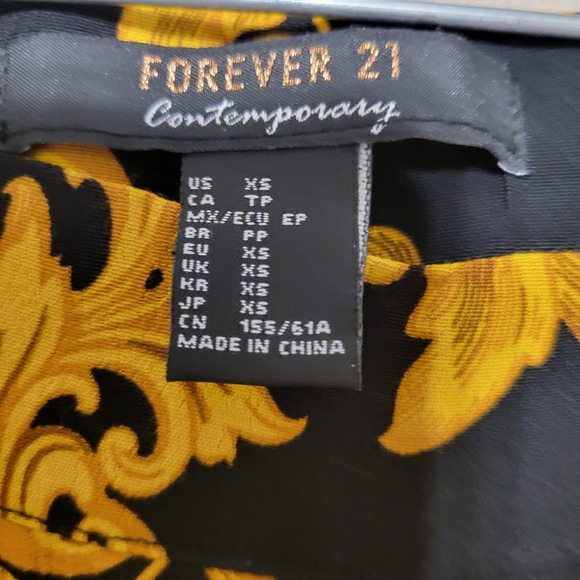 FOREVER 21
Contemporary
US XS
CA TP
MX/ECU EP
BR PP
EU XS
UK XS
KR XS
JP XS
CN 155/61A
MADE IN CHINA